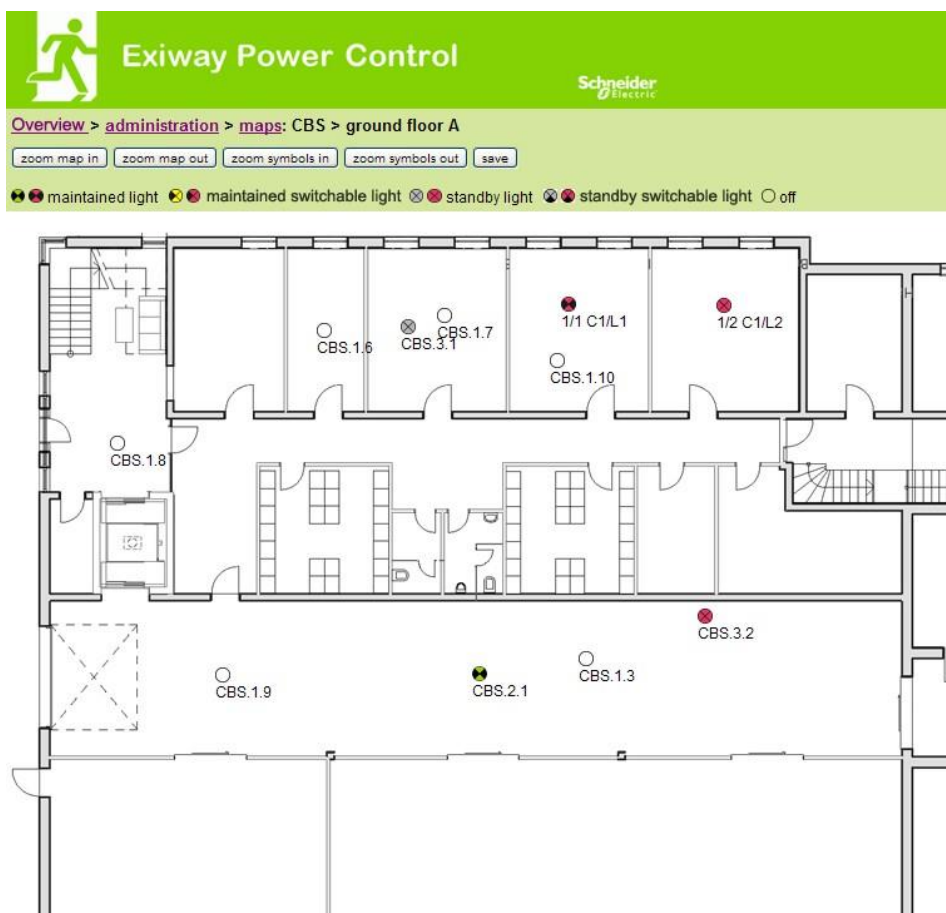 Exiway Power Control
Schneider
Electric
Overview > administration > maps: CBS > ground floor A
zoom map in zoom map out zoom symbols in zoom symbols out save
maintained light maintained switchable light standby light standby switchable light off
1/1 C1/L1
1/2 C1/L2
CBS.1.6
CBS.3.1
CBS.1.7
CBS.1.10
CBS.1.8
CBS.3.2
CBS.1.9
CBS.2.1
CBS.1.3